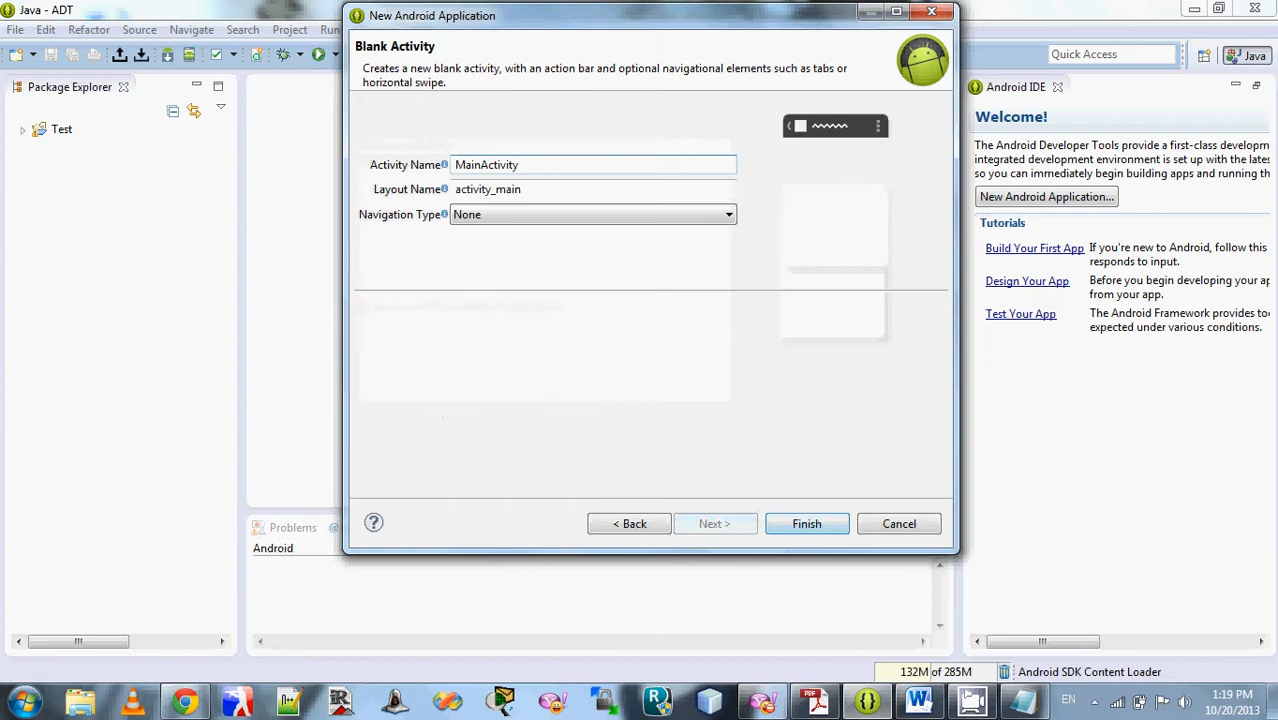 Java - ADT
New Android Application
File Edit Refactor Source Navigate Search Project Run
Blank Activity
Creates a new blank activity, with an action bar and optional navigational elements such as tabs or
horizontal swipe.
Quick Access
Java
Package Explorer
Test
Activity Name
MainActivity
Layout Name
activity_main
Navigation Type
None
Android IDE
Welcome!
The Android Developer Tools provide a first-class developm
integrated development environment is set up with the lates
so you can immediately begin building apps and running th
New Android Application...
Tutorials
Build Your First App
If you're new to Android, follow this
responds to input.
Design Your App
Before you begin developing your ap
from your app.
Test Your App
The Android Framework provides to
expected under various conditions.
< Back
Next >
Finish
Cancel
Problems @
Android
132M of 285M
Android SDK Content Loader
EN
1:19 PM
10/20/2013